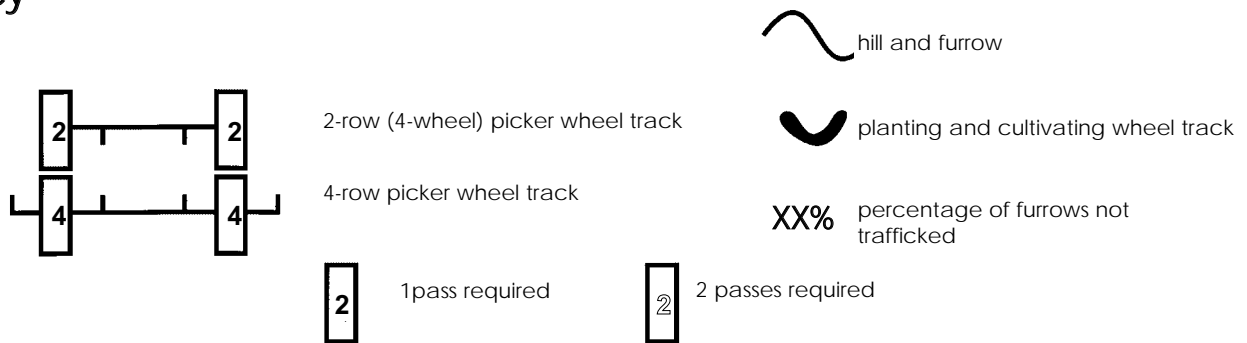 hill and furrow
2 2
2-row (4-wheel) picker wheel track
planting and cultivating wheel track
4 4
4-row picker wheel track
XX% percentage of furrows not
trafficked
2 1pass required
2 2 passes required